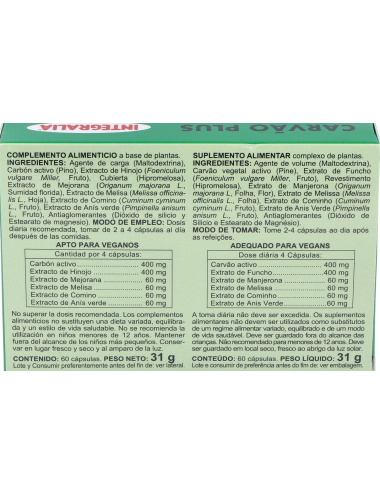 INTEGRALIA
CARVÃO PLUS
COMPLEMENTO ALIMENTICIO a base de plantas.
INGREDIENTES: Agente de carga (Maltodextrina),
Carbón activo (Pino), Extracto de Hinojo (Foeniculum
vulgare Miller, Fruto), Cubierta (Hipromelosa),
Extracto de Mejorana (Origanum majorana L.,
Sumidad florida), Extracto de Melisa (Melissa officina-
lis L., Hoja), Extracto de Comino (Cuminum cyminum
L., Fruto), Extracto de Anís verde (Pimpinella anisum
L., Fruto), Antiaglomerantes (Dióxido de silicio y
Estearato de magnesio). MODO DE EMPLEO: Dosis
diaria recomendada, tomar de 2 a 4 cápsulas al día
después de las comidas.
APTO PARA VEGANOS
Cantidad por 4 cápsulas:
Carbón activo 400 mg
Extracto de Hinojo 400 mg
Extracto de Mejorana 60 mg
Extracto de Melisa 60 mg
Extracto de Comino 60 mg
Extracto de Anís verde 60 mg
No superar la dosis recomendada. Los complementos
alimenticios no sustituyen una dieta variada, equilibra-
da y un estilo de vida saludable. No se recomienda la
utilización en niños menores de 12 años. Mantener
fuera del alcance de los niños más pequeños. Conser-
var en lugar fresco y seco y al amparo de la luz.
CONTENIDO: 60 cápsulas. PESO NETO: 31 g
Lote y Consumir preferentemente antes del fin de: ver lateral.
SUPLEMENTO ALIMENTAR complexo de plantas.
INGREDIENTES: Agente de volume (Maltodextrina),
Carvão vegetal activo (Pine), Extrato de Funcho
(Foeniculum vulgare Miller, Fruto), Revestimento
(Hipromelosa), Extrato de Manjerona (Origanum
majorana L., Flor), Extrato de Melissa (Melissa
officinalis L., Folha), Extrato de Cominho (Cuminum
cyminum L., Fruto), Extrato de Anis Verde (Pimpinella
anisum L., Fruto), Antiaglomerantes (Dióxido de
Silício e Estearato de Magnésio).
MODO DE TOMAR: Tome 2-4 cápsulas ao dia após
as refeições.
ADEQUADO PARA VEGANOS
Dose diária 4 Cápsulas:
Carvão activo 400 mg
Extrato de Funcho 400 mg
Extrato de Manjerona 60 mg
Extrato de Melissa 60 mg
Extrato de Cominho 60 mg
Extrato de Anis Verde 60 mg
A toma diária não deve ser excedida. Os suplementos
alimentares não devem ser utilizados como substitutos
de um regime alimentar variado, equilibrado e de um modo
de vida saudável. Deve ser guardado fora do alcance das
crianças. Não recomendado para menores de 12 anos. Deve
ser guardado em local seco, fresco ao abrigo da luz solar.
CONTEÚDO: 60 cápsulas. PESO LÍQUIDO: 31 g
Lote e consumir de preferência antes do fim de: ver embalagem.